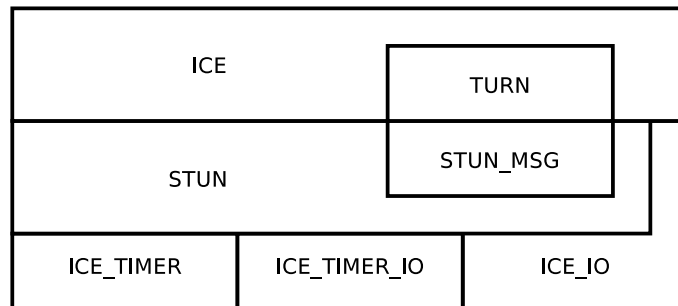 ICE
TURN
STUN_MSG
STUN
ICE_TIMER
ICE_TIMER_IO
ICE_IO